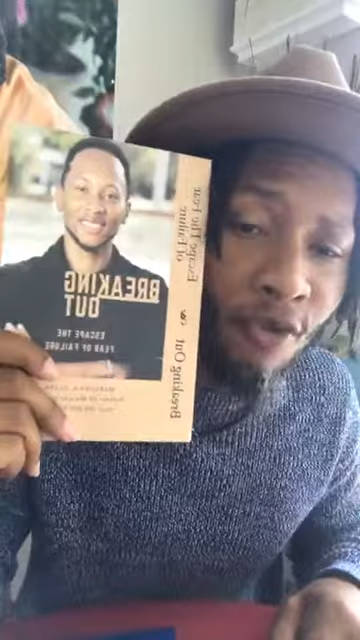 BREAKING
OUT
ESCAPE THE
FEAR OF FAILURE
Breaking Out
Escape The Fear
of Failure